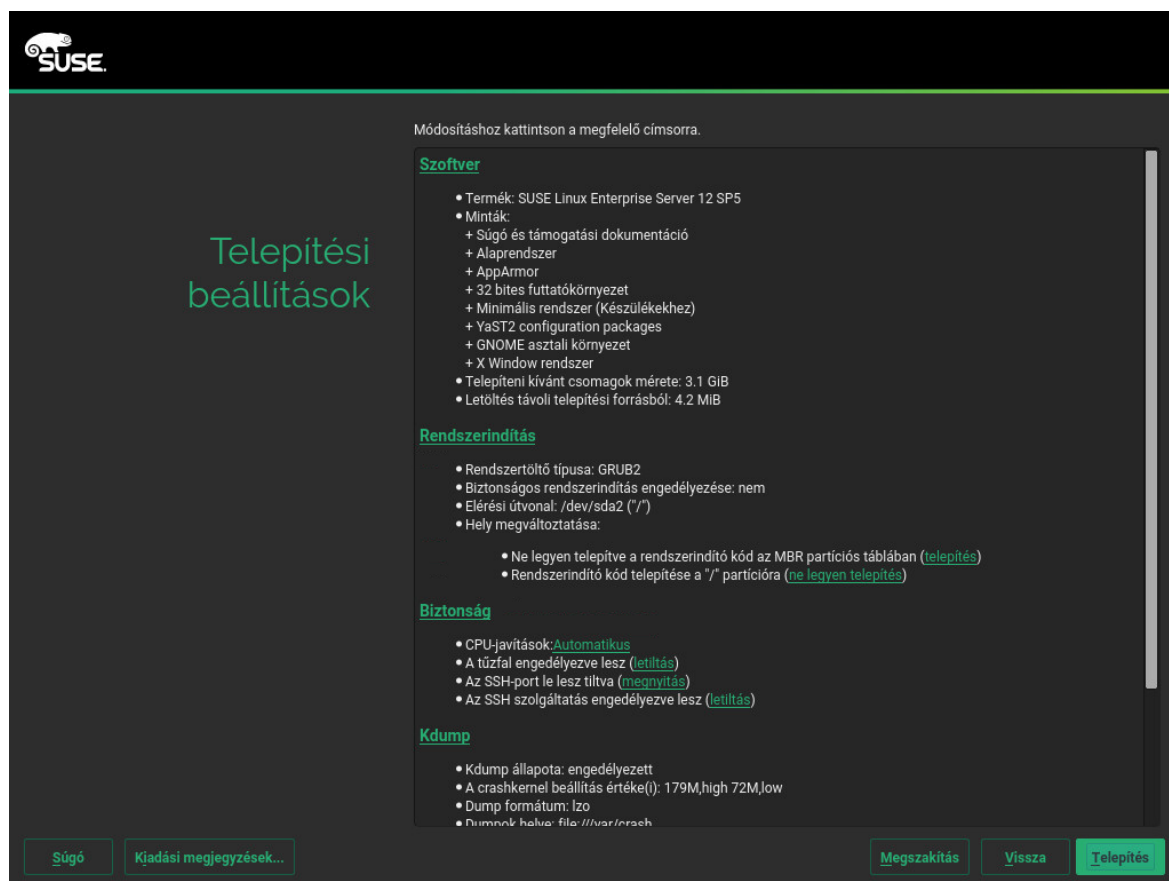 SUSE.
Módosításhoz kattintson a megfelelő címsorra.
Telepítési
beállítások
Szoftver
• Termék: SUSE Linux Enterprise Server 12 SP5
• Minták:
+ Súgó és támogatási dokumentáció
+ Alaprendszer
+ AppArmor
+ 32 bites futtatókörnyezet
+ Minimális rendszer (Készülékekhez)
+ YaST2 configuration packages
+ GNOME asztali környezet
+ X Window rendszer
• Telepíteni kívánt csomagok mérete: 3.1 GiB
• Letöltés távoli telepítési forrásból: 4.2 MiB
Rendszerindítás
• Rendszertöltő típusa: GRUB2
• Biztonságos rendszerindítás engedélyezése: nem
• Elérési útvonal: /dev/sda2 ("/")
• Hely megváltoztatása:
• Ne legyen telepítve a rendszerindító kód az MBR partíciós táblában (telepítés)
• Rendszerindító kód telepítése a "/" partícióra (ne legyen telepítés)
Biztonság
• CPU-javítások:Automatikus
• A tűzfal engedélyezve lesz (letiltás)
• Az SSH-port le lesz tiltva (megnyitás)
• Az SSH szolgáltatás engedélyezve lesz (letiltás)
Kdump
• Kdump állapota: engedélyezett
• A crashkernel beállítás értéke(i): 179M,high 72M,low
• Dump formátum: lzo
• Dumpok helye: file:///var/crash
Súgó
Kiadási megjegyzések...
Megszakítás
Vissza
Telepítés